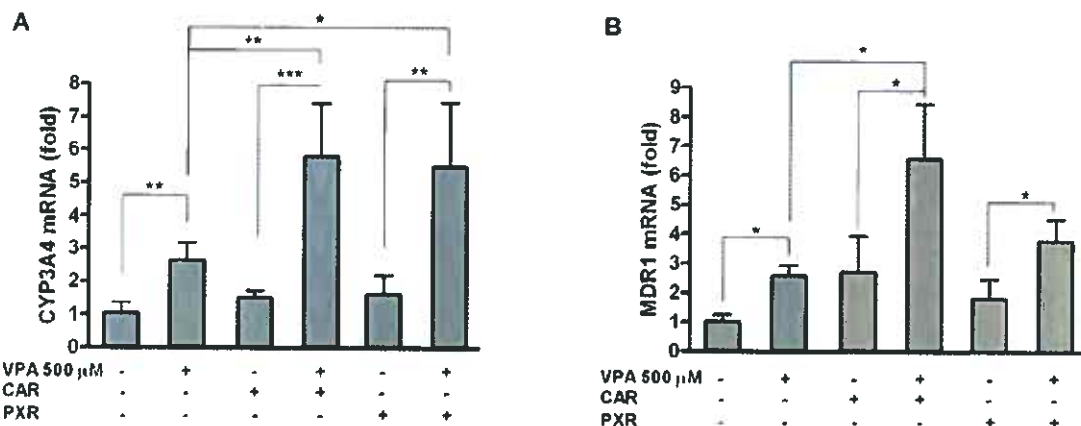 A
*
**
***
**
**
8
7
6
5
4
3
2
1
0
CYP3A4 mRNA (fold)
VPA 500 µM - + - + - +
CAR - - + + - -
PXR - - - - + +
B
*
*
*
*
9
8
7
6
5
4
3
2
1
0
MDR1 mRNA (fold)
VPA 500 µM - + - + - +
CAR - - + + - -
PXR - - - - + +